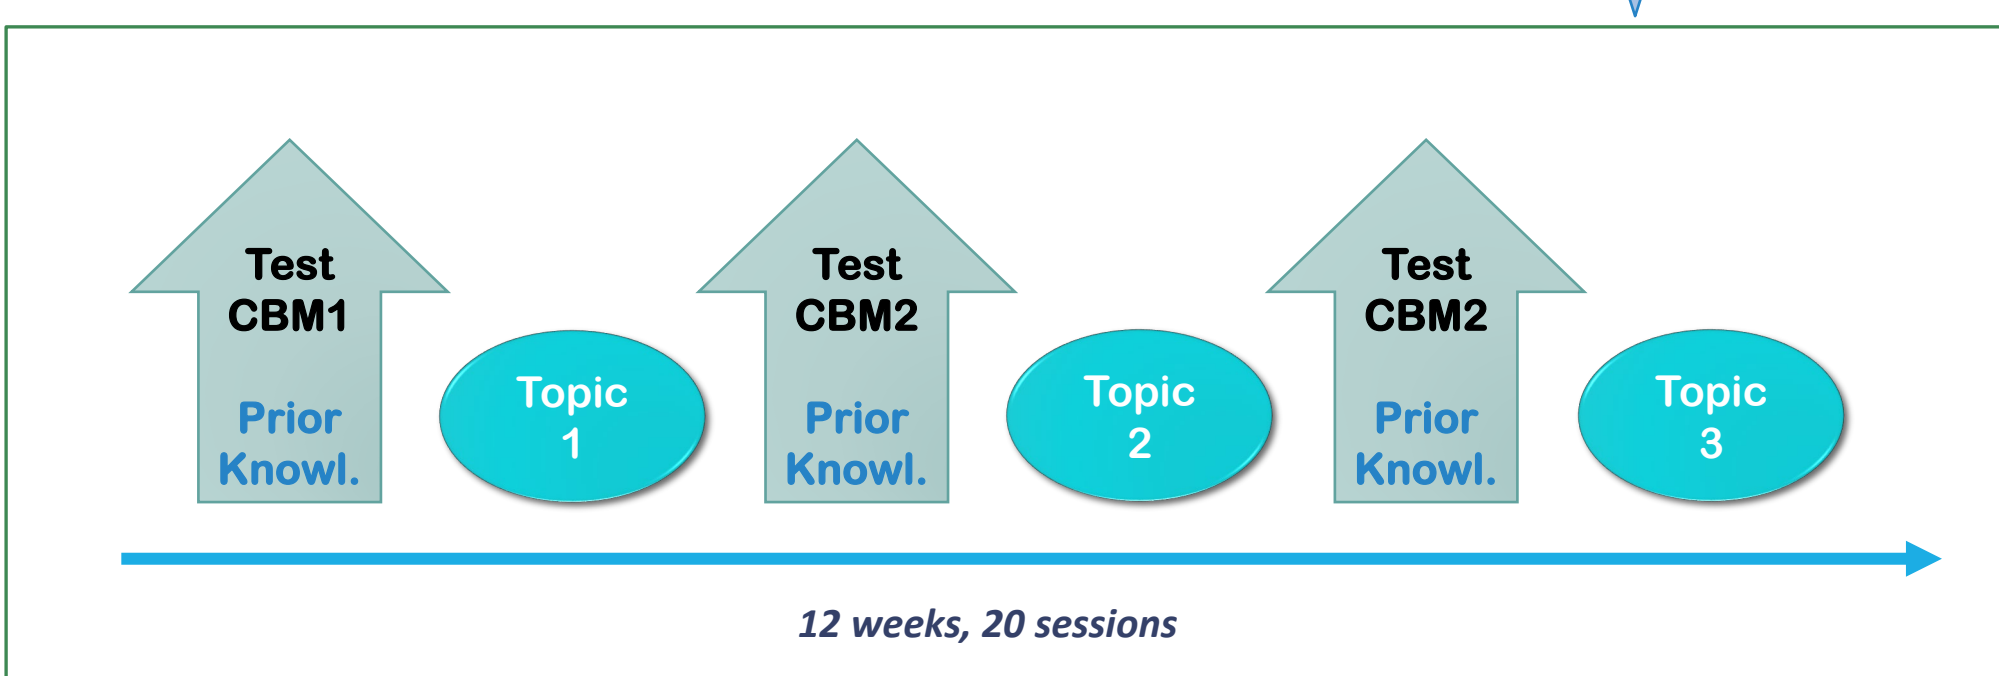 Test
CBM1
Prior
Knowl.
Topic
1
Test
CBM2
Prior
Knowl.
Topic
2
Test
CBM2
Prior
Knowl.
Topic
3
12 weeks, 20 sessions